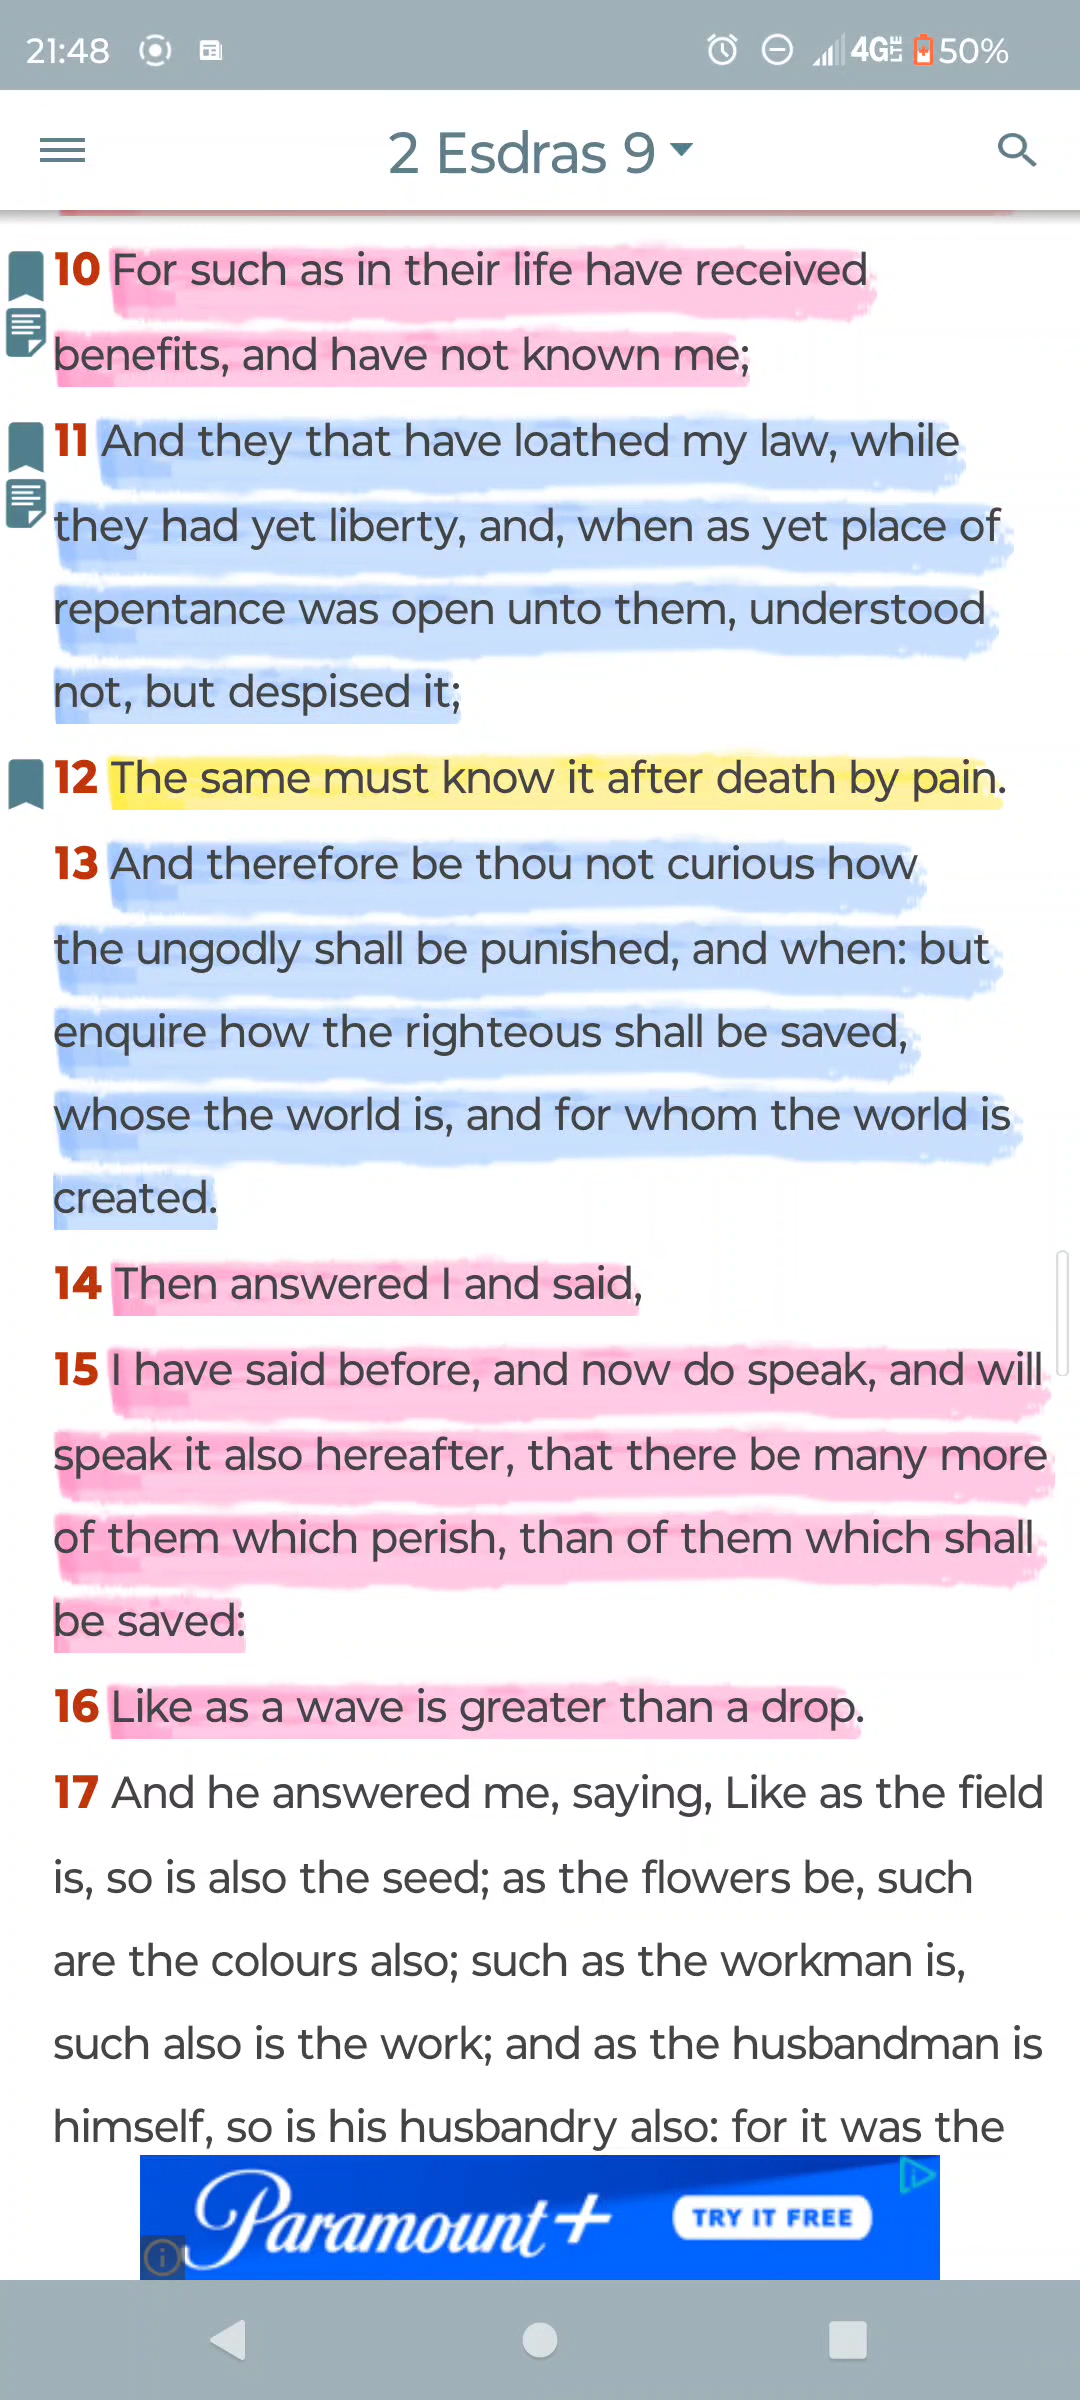 21:48 4G LTE 50%
2 Esdras 9
10 For such as in their life have received
benefits, and have not known me;
11 And they that have loathed my law, while
they had yet liberty, and, when as yet place of
repentance was open unto them, understood
not, but despised it;
12 The same must know it after death by pain.
13 And therefore be thou not curious how
the ungodly shall be punished, and when: but
enquire how the righteous shall be saved,
whose the world is, and for whom the world is
created.
14 Then answered I and said,
15 I have said before, and now do speak, and will
speak it also hereafter, that there be many more
of them which perish, than of them which shall
be saved:
16 Like as a wave is greater than a drop.
17 And he answered me, saying, Like as the field
is, so is also the seed; as the flowers be, such
are the colours also; such as the workman is,
such also is the work; and as the husbandman is
himself, so is his husbandry also: for it was the
Paramount+ TRY IT FREE